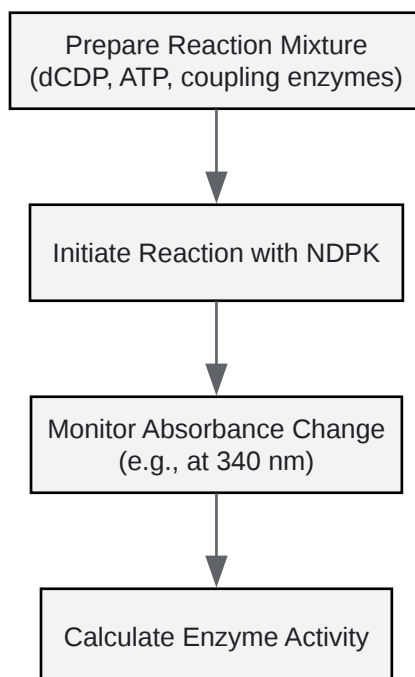 Prepare Reaction Mixture
(dCDP, ATP, coupling enzymes)
Initiate Reaction with NDPK
Monitor Absorbance Change
(e.g., at 340 nm)
Calculate Enzyme Activity